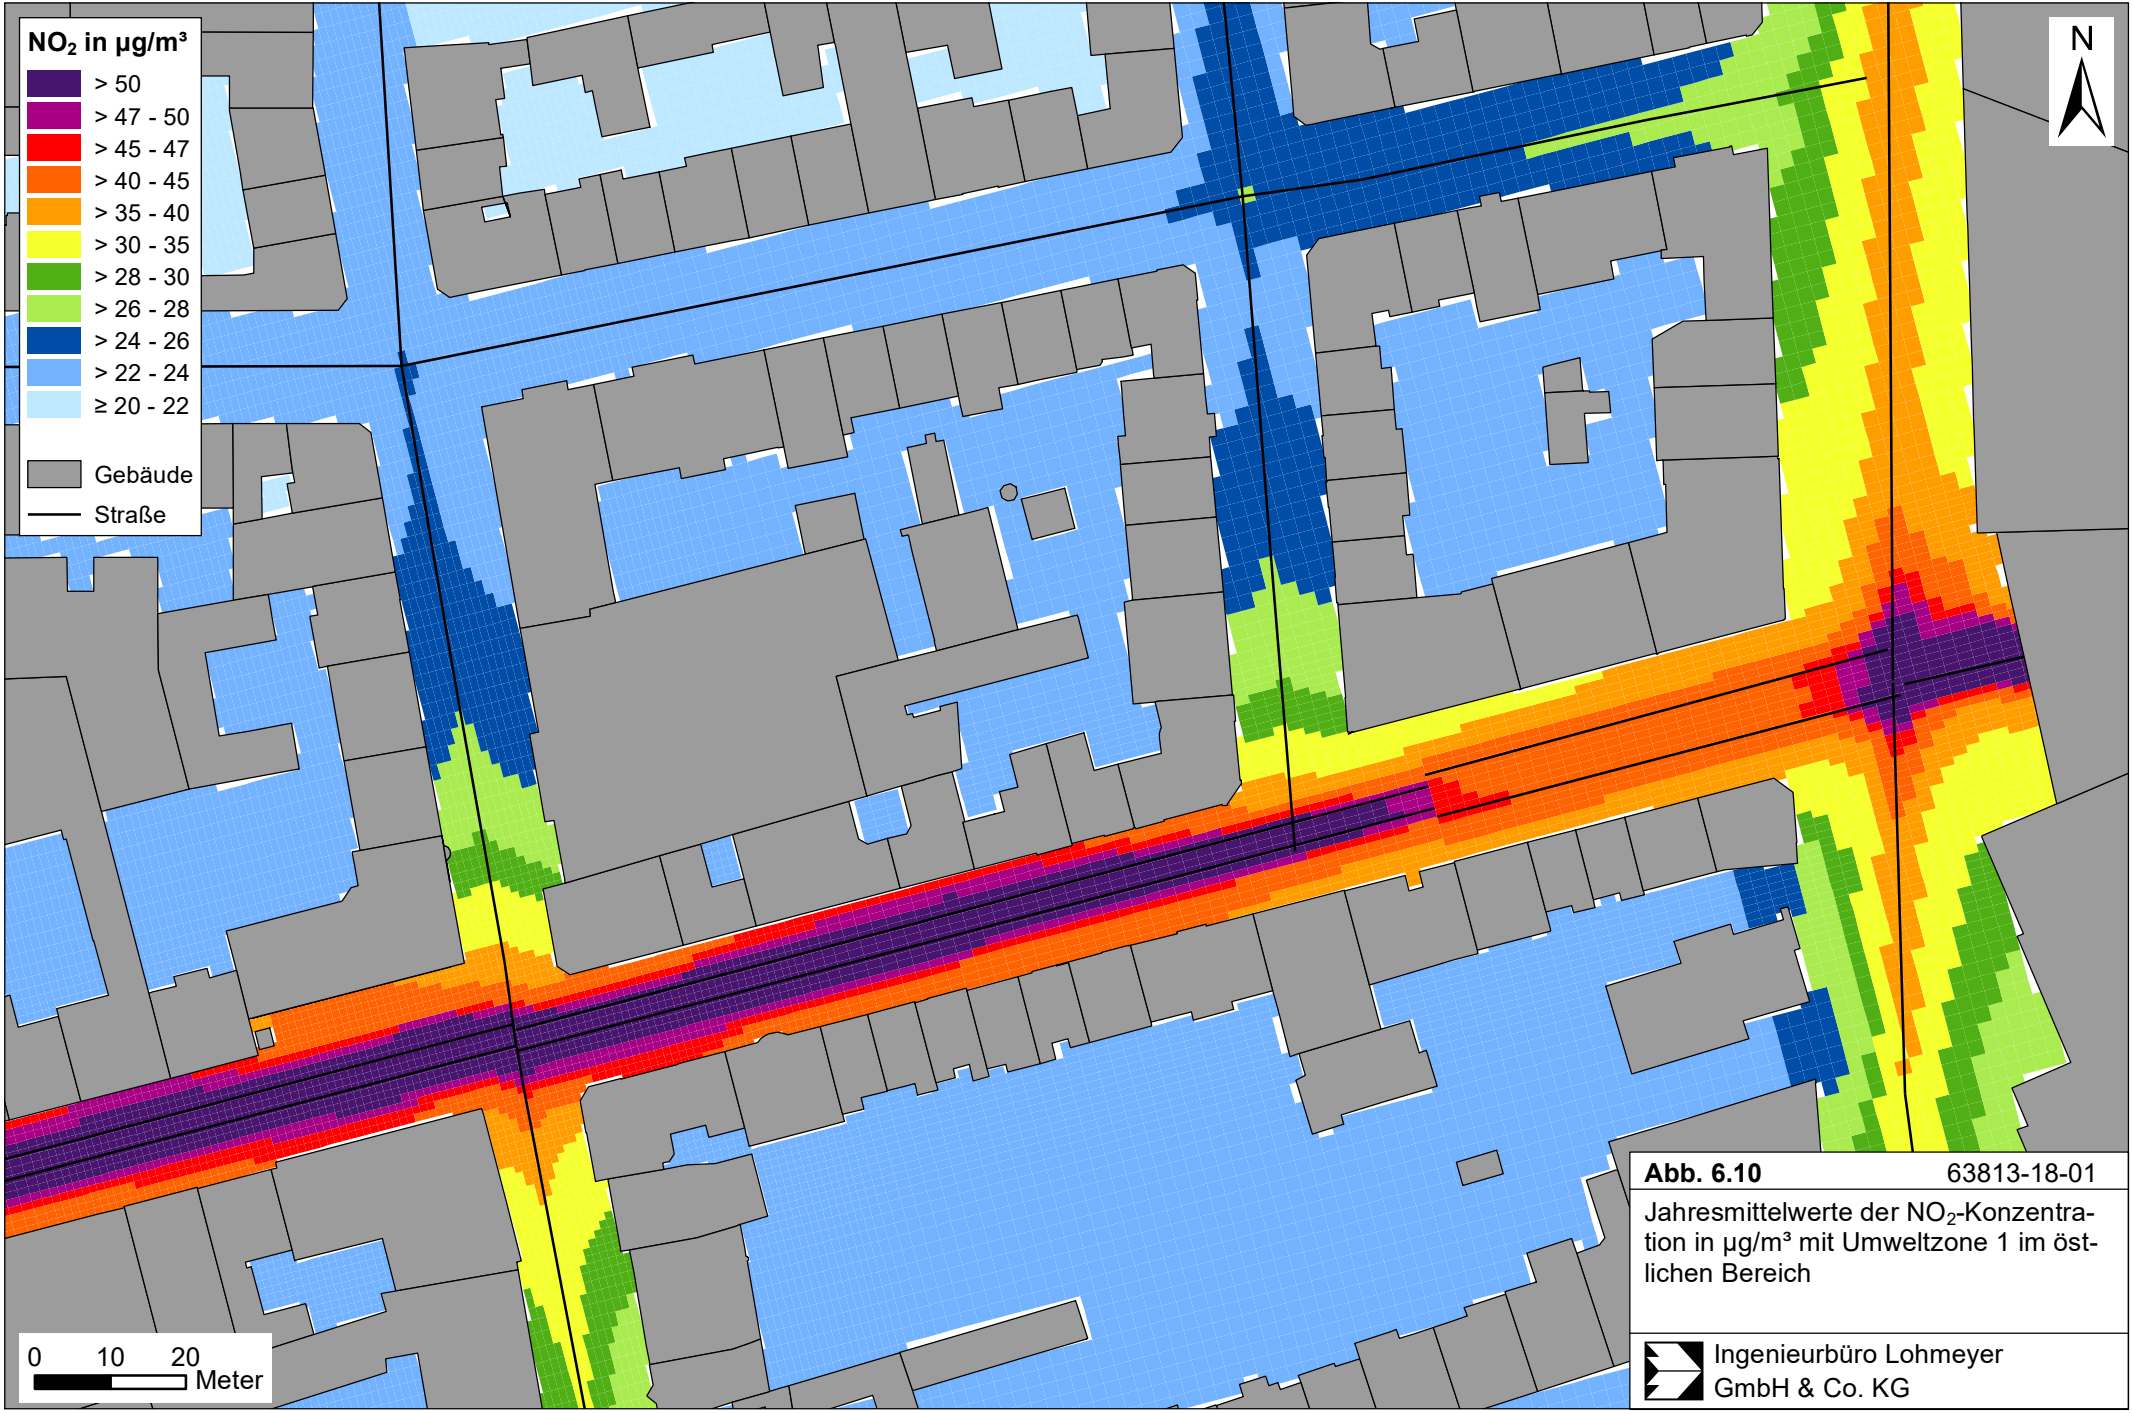 NO₂ in µg/m³
> 50
> 47 - 50
> 45 - 47
> 40 - 45
> 35 - 40
> 30 - 35
> 28 - 30
> 26 - 28
> 24 - 26
> 22 - 24
≥ 20 - 22
Gebäude
Straße
N
0 10 20
Meter
Abb. 6.10 63813-18-01
Jahresmittelwerte der NO₂-Konzentra-
tion in µg/m³ mit Umweltzone 1 im öst-
lichen Bereich
Ingenieurbüro Lohmeyer
GmbH & Co. KG